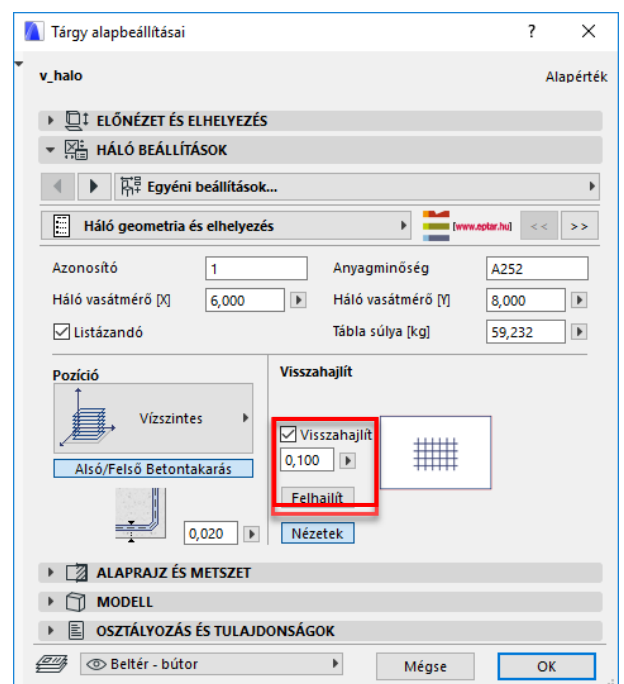 Tárgy alapbeállításai ?
v_halo Alapérték
ELŐNÉZET ÉS ELHELYEZÉS
HÁLÓ BEÁLLÍTÁSOK
Egyéni beállítások...
Háló geometria és elhelyezés [www.eptar.hu] << >>
Azonosító 1 Anyagminőség A252
Háló vasátmérő [X] 6,000 Háló vasátmérő [Y] 8,000
Listázandó Tábla súlya [kg] 59,232
Pozíció Visszahajlít
Vízszintes
Visszahajlít
0,100
Alsó/Felső Betontakarás
Felhajlít
0,020 Nézetek
ALAPRAJZ ÉS METSZET
MODELL
OSZTÁLYOZÁS ÉS TULAJDONSÁGOK
Beltér - bútor Mégse OK